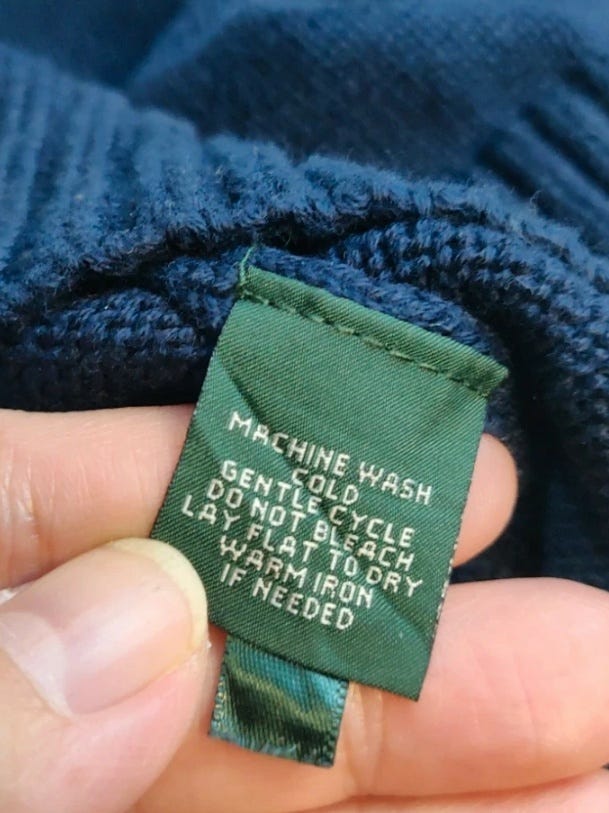 MACHINE WASH
COLD
GENTLE CYCLE
DO NOT BLEACH
LAY FLAT TO DRY
WARM IRON
IF NEEDED